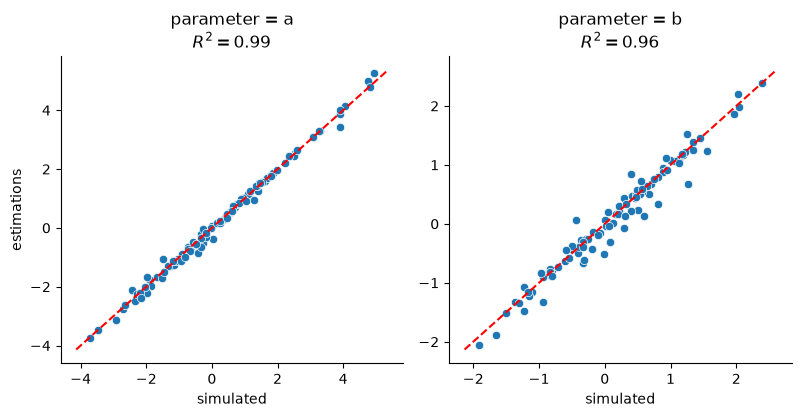 parameter = a
R² = 0.99
estimations
4
2
0
−2
−4
−4
−2
0
2
4
simulated
parameter = b
R² = 0.96
2
1
0
−1
−2
−2
−1
0
1
2
simulated